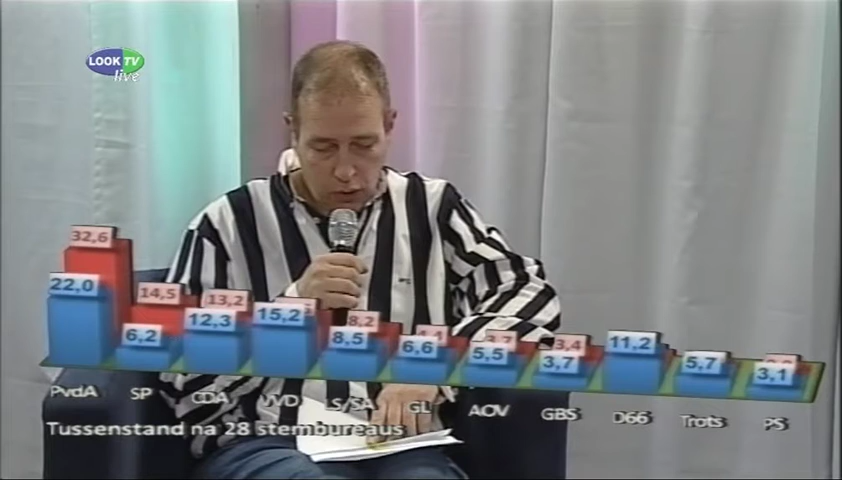 LOOK TV
live
32,6 14,5 13,2 8,2 3,4
22,0 6,2 12,3 15,2 8,5 6,6 5,5 3,7 11,2 5,7 3,1
PvdA SP CDA VVD LS/SA GL AOV GBS D66 Trots PS
Tussenstand na 28 stembureaus